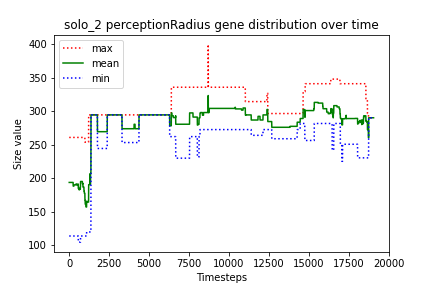 solo_2 perceptionRadius gene distribution over time
400
350
300
250
200
150
100
max
mean
min
Size value
0
2500
5000
7500
10000
12500
15000
17500
20000
Timesteps